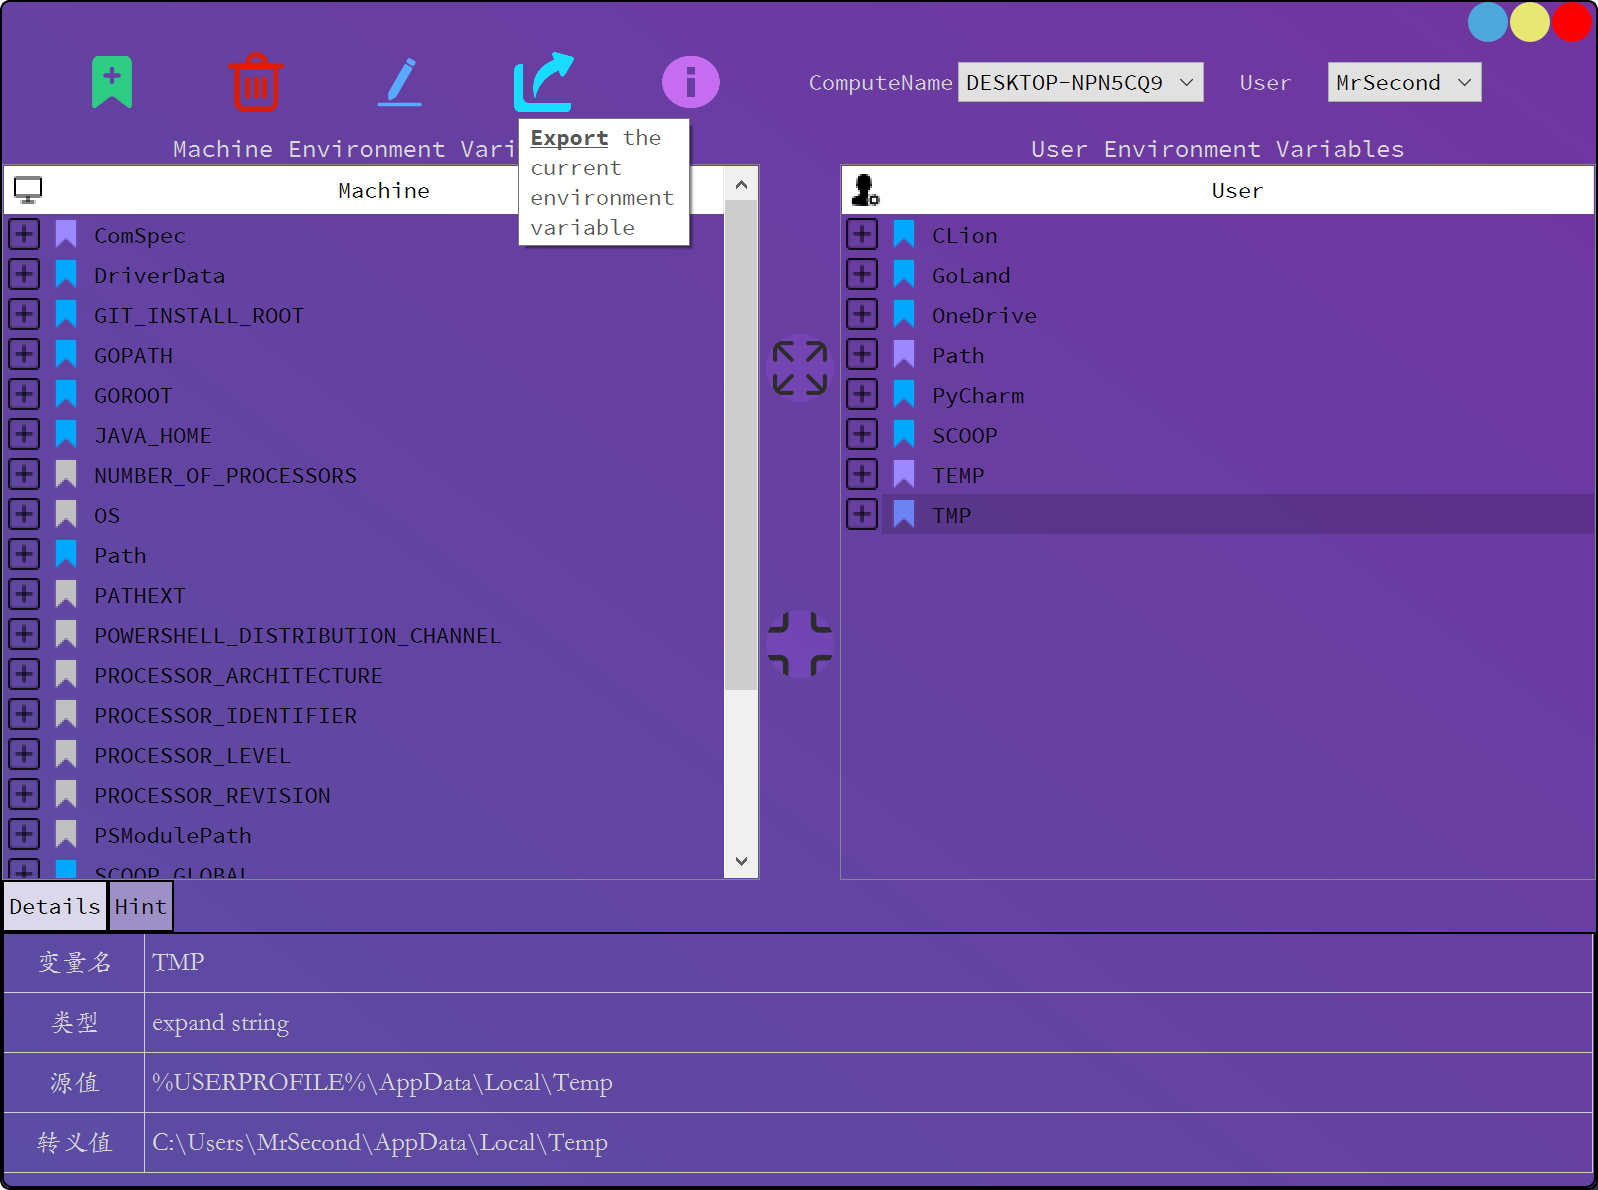 ComputeName DESKTOP-NPN5CQ9 User MrSecond
Export the
current
environment
variable
Machine Environment Vari
User Environment Variables
Machine
ComSpec
DriverData
GIT_INSTALL_ROOT
GOPATH
GOROOT
JAVA_HOME
NUMBER_OF_PROCESSORS
OS
Path
PATHEXT
POWERSHELL_DISTRIBUTION_CHANNEL
PROCESSOR_ARCHITECTURE
PROCESSOR_IDENTIFIER
PROCESSOR_LEVEL
PROCESSOR_REVISION
PSModulePath
SCOOP_GLOBAL
User
CLion
GoLand
OneDrive
Path
PyCharm
SCOOP
TEMP
TMP
Details Hint
变量名 TMP
类型 expand string
源值 %USERPROFILE%\AppData\Local\Temp
转义值 C:\Users\MrSecond\AppData\Local\Temp